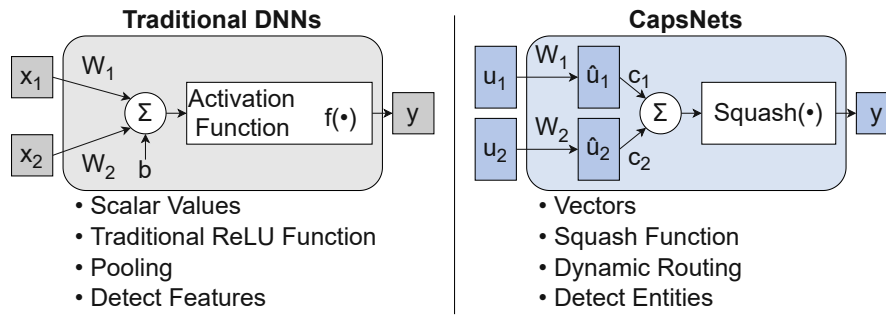 Traditional DNNs
x1
x2
W1
W2
Σ
b
Activation
Function f(•)
y
• Scalar Values
• Traditional ReLU Function
• Pooling
• Detect Features
CapsNets
u1
u2
W1
W2
û1
û2
c1
c2
Σ
Squash(•)
y
• Vectors
• Squash Function
• Dynamic Routing
• Detect Entities